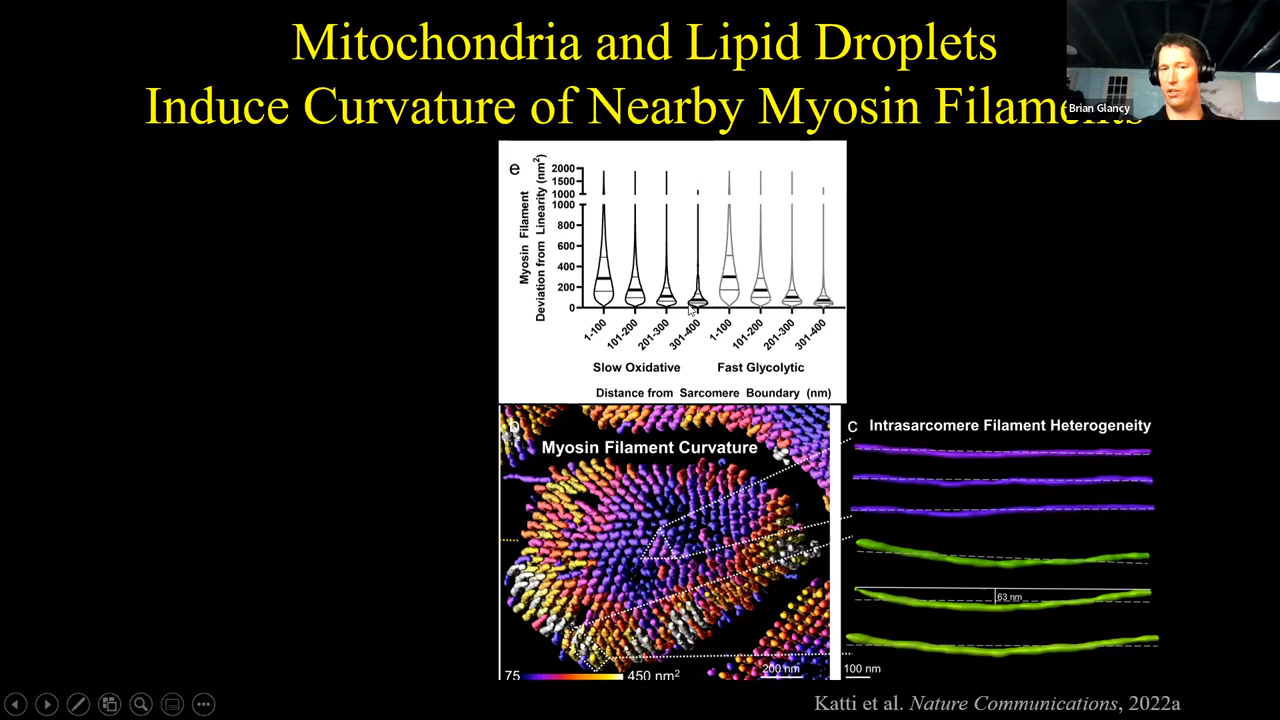 Mitochondria and Lipid Droplets
Induce Curvature of Nearby Myosin Filaments
Brian Glancy
e
Myosin Filament
Deviation from Linearity (nm²)
2000
1500
1000
1000
800
600
400
200
0
1-100
101-200
201-300
301-400
1-100
101-200
201-300
301-400
Slow Oxidative
Fast Glycolytic
Distance from Sarcomere Boundary (nm)
b
Myosin Filament Curvature
75
450 nm²
200 nm
c
Intrasarcomere Filament Heterogeneity
63 nm
100 nm
Katti et al. Nature Communications, 2022a